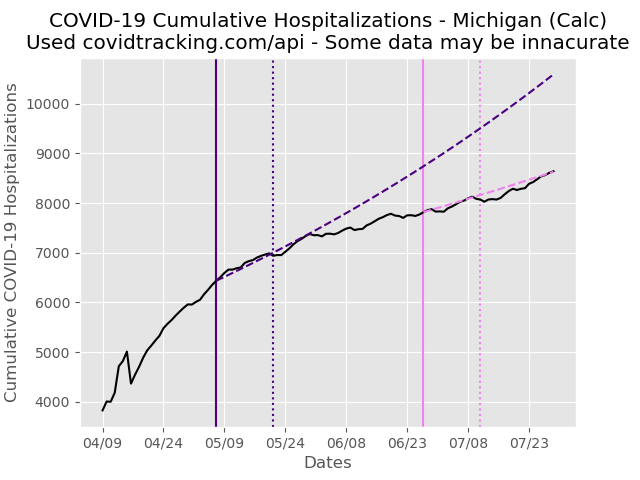 COVID-19 Cumulative Hospitalizations - Michigan (Calc)
Used covidtracking.com/api - Some data may be innacurate
Cumulative COVID-19 Hospitalizations
10000
9000
8000
7000
6000
5000
4000
04/09 04/24 05/09 05/24 06/08 06/23 07/08 07/23
Dates